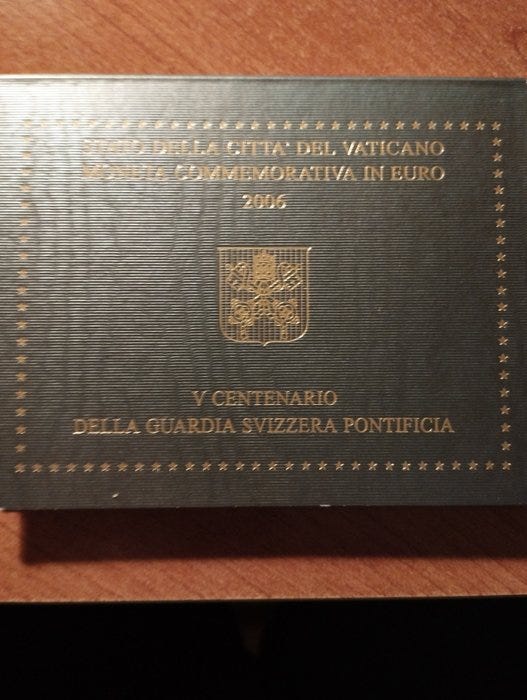 STATO DELLA CITTA' DEL VATICANO
MONETA COMMEMORATIVA IN EURO
2006
V CENTENARIO
DELLA GUARDIA SVIZZERA PONTIFICIA